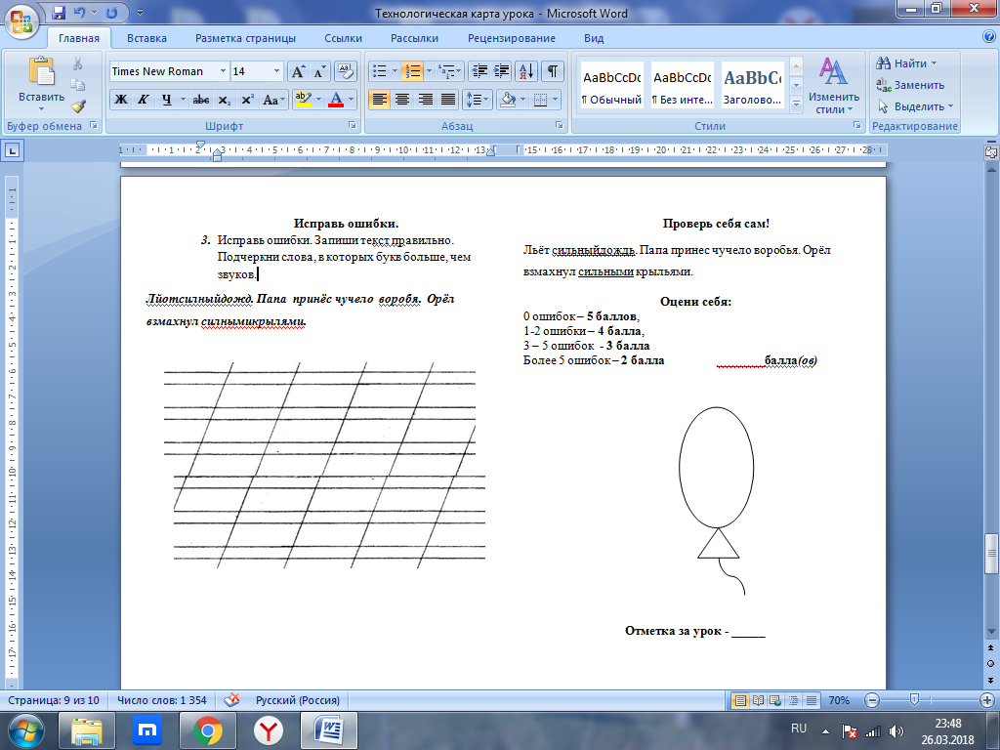 Технологическая карта урока - Microsoft Word
Главная Вставка Разметка страницы Ссылки Рассылки Рецензирование Вид
Вставить
Times New Roman 14
Ж К Ч abc x₂ x² Aa
AaBbCcDc AaBbCcDc AaBbCc
¶ Обычный ¶ Без инте... Заголово...
Изменить стили
Найти
Заменить
Выделить
Буфер обмена Шрифт Абзац Стили Редактирование
Исправь ошибки.
3. Исправь ошибки. Запиши текст правильно.
Подчеркни слова, в которых букв больше, чем
звуков.
Лйотсилныйдожд. Папа принёс чучело воробя. Орёл
взмахнул силнымикрылями.
Проверь себя сам!
Льёт сильныйдождь. Папа принес чучело воробья. Орёл
взмахнул сильными крыльями.
Оцени себя:
0 ошибок – 5 баллов,
1-2 ошибки – 4 балла,
3 – 5 ошибок - 3 балла
Более 5 ошибок – 2 балла ________балла(ов)
Отметка за урок - _____
Страница: 9 из 10 Число слов: 1 354 Русский (Россия) 70%
RU 23:48
26.03.2018